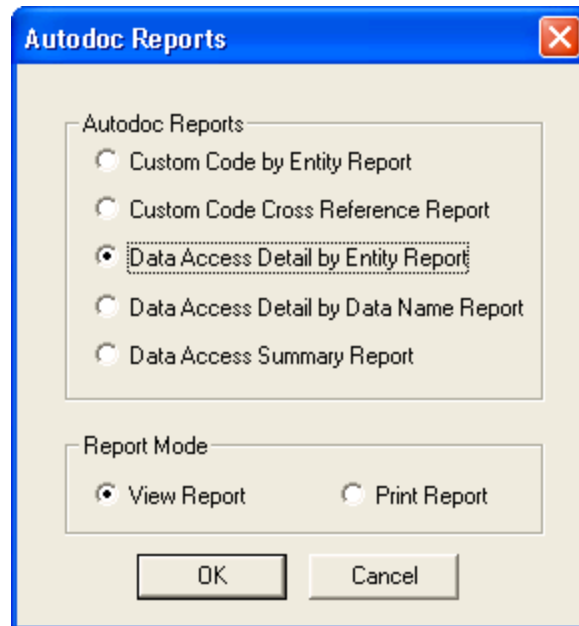 Autodoc Reports
Autodoc Reports
Custom Code by Entity Report
Custom Code Cross Reference Report
Data Access Detail by Entity Report
Data Access Detail by Data Name Report
Data Access Summary Report
Report Mode
View Report Print Report
OK Cancel